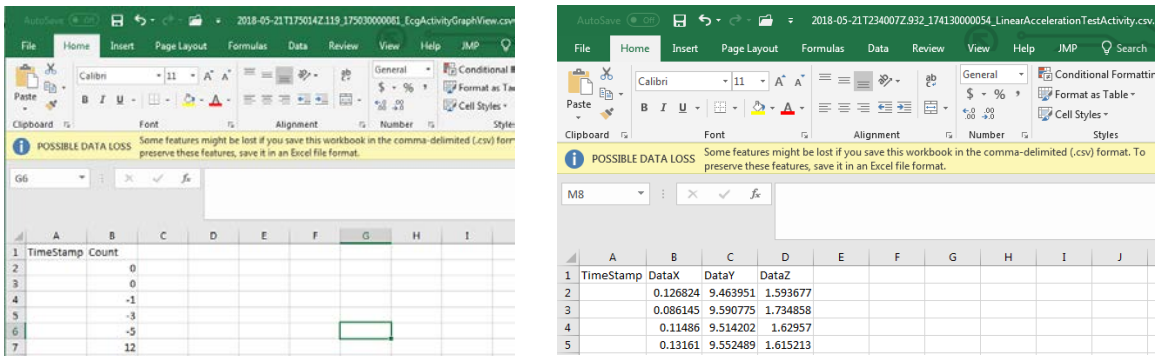 AutoSave Off 2018-05-21T175014Z.119_175030000081_EcgActivityGraphView.csv
File Home Insert Page Layout Formulas Data Review View Help JMP
Calibri 11 A A General Conditional
Paste B I U A $ % , Format as Tab
Cell Styles
Clipboard Font Alignment Number Styles
POSSIBLE DATA LOSS Some features might be lost if you save this workbook in the comma-delimited (.csv) form
preserve these features, save it in an Excel file format.
G6 fx
A B C D E F G H I
1 TimeStamp Count
2 0
3 0
4 -1
5 -3
6 -5
7 12
AutoSave Off 2018-05-21T234007Z.932_174130000054_LinearAccelerationTestActivity.csv.
File Home Insert Page Layout Formulas Data Review View Help JMP Search
Calibri 11 A A ab General Conditional Formattin
Paste B I U A $ % , Format as Table
Cell Styles
Clipboard Font Alignment Number Styles
POSSIBLE DATA LOSS Some features might be lost if you save this workbook in the comma-delimited (.csv) format. To
preserve these features, save it in an Excel file format.
M8 fx
A B C D E F G H I J
1 TimeStamp DataX DataY DataZ
2 0.126824 9.463951 1.593677
3 0.086145 9.590775 1.734858
4 0.11486 9.514202 1.62957
5 0.13161 9.552489 1.615213